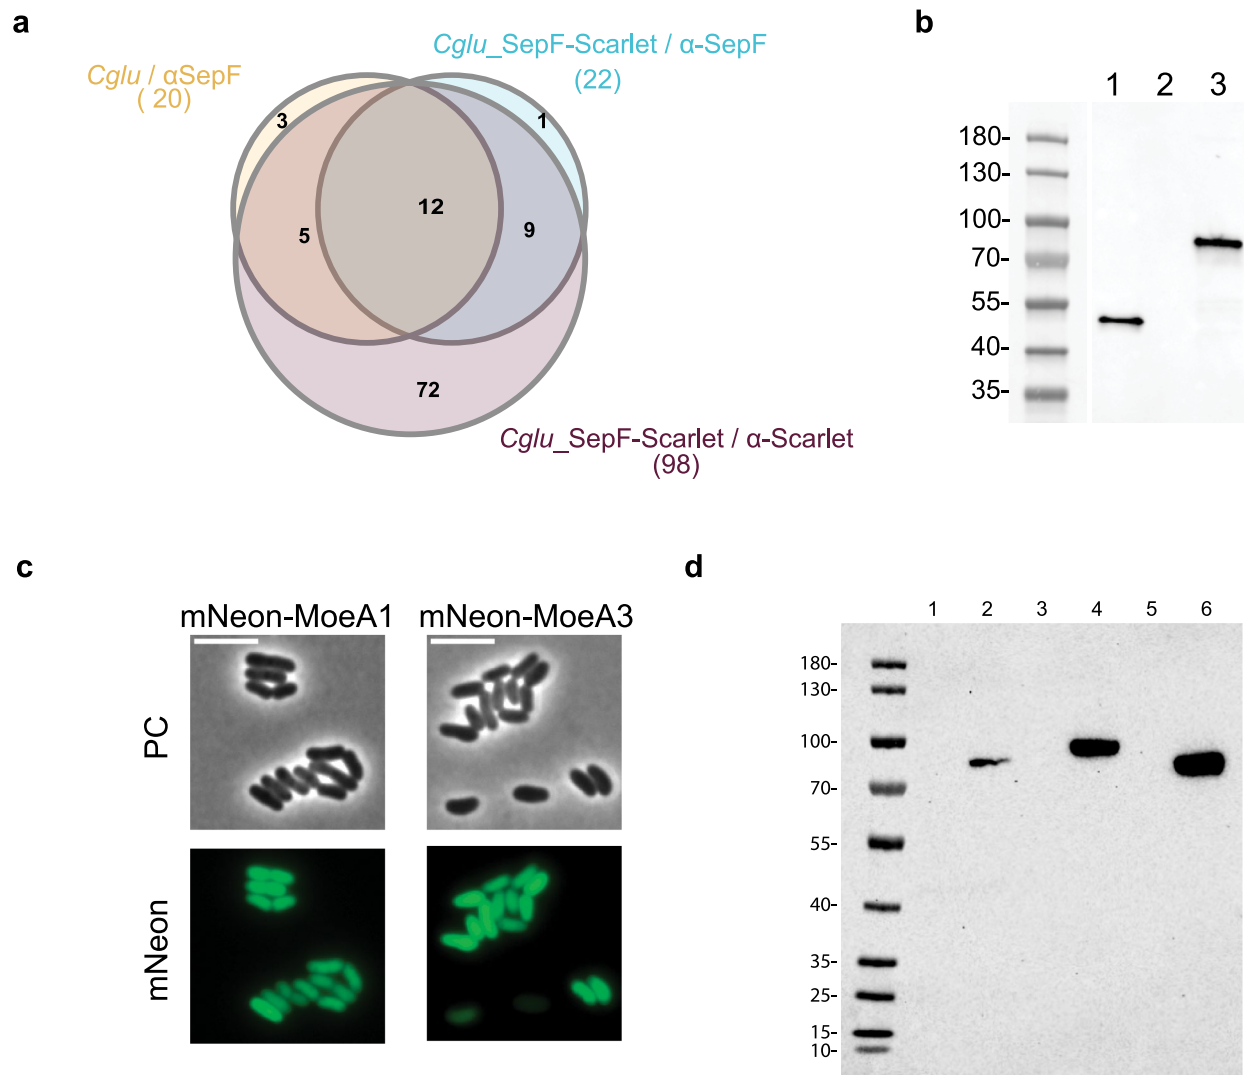 a
Cglu / αSepF
( 20)
Cglu_SepF-Scarlet / α-SepF
(22)
3
1
12
5
9
72
Cglu_SepF-Scarlet / α-Scarlet
(98)
b
1 2 3
180-
130-
100-
70-
55-
40-
35-
c
mNeon-MoeA1 mNeon-MoeA3
PC
mNeon
d
1 2 3 4 5 6
180-
130-
100-
70-
55-
40-
35-
25-
15-
10-